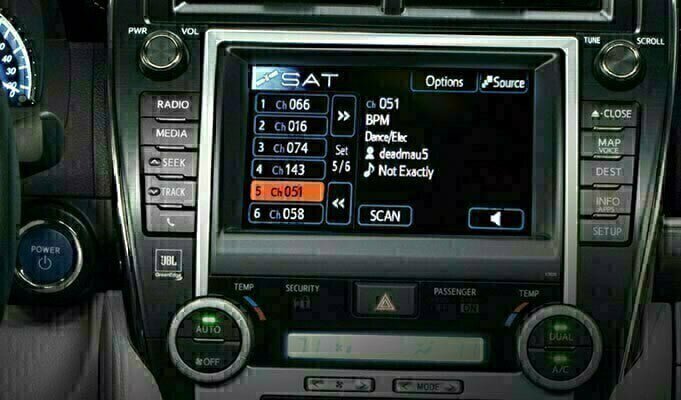 PWR VOL
TUNE SCROLL
SAT
Options
Source
RADIO
MEDIA
SEEK
TRACK
1 Ch 066
2 Ch 016
3 Ch 074
4 Ch 143
5 Ch 051
6 Ch 058
Set
5/6
Ch 051
BPM
Dance/Elec
deadmau5
Not Exactly
SCAN
CLOSE
MAP
VOICE
DEST
INFO
APPS
SETUP
POWER
JBL
GreenEdge
TEMP
SECURITY
PASSENGER
ON
TEMP
AUTO
OFF
DUAL
A/C
MODE